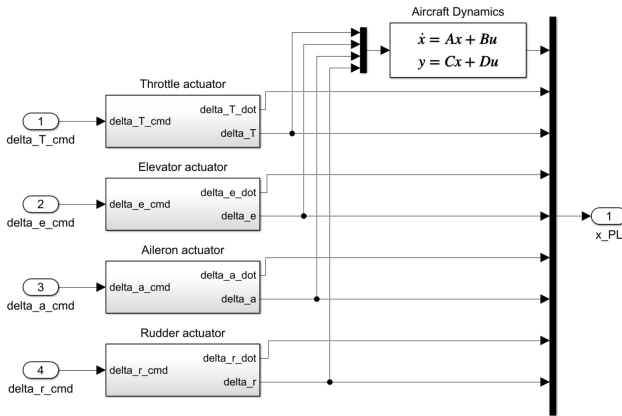 Aircraft Dynamics
ẋ = Ax + Bu
y = Cx + Du
Throttle actuator
delta_T_dot
1
delta_T_cmd
delta_T
delta_T_cmd
Elevator actuator
delta_e_dot
2
delta_e_cmd
delta_e
delta_e_cmd
1
x_PL
Aileron actuator
delta_a_dot
3
delta_a_cmd
delta_a
delta_a_cmd
Rudder actuator
delta_r_dot
4
delta_r_cmd
delta_r
delta_r_cmd